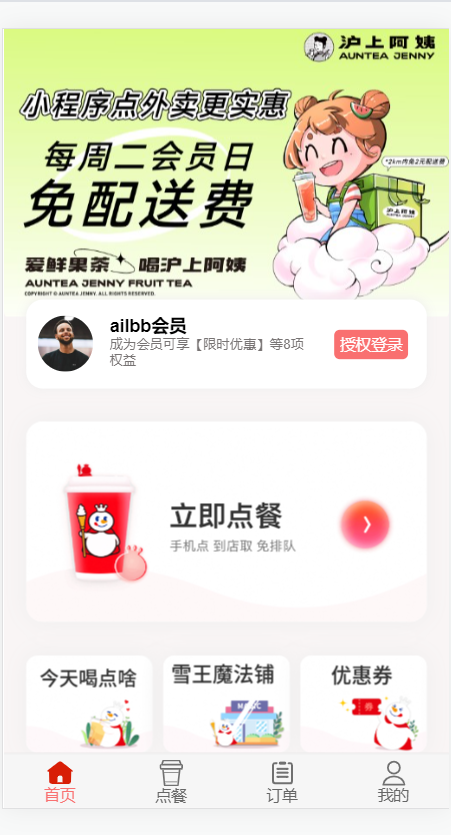 沪上阿姨
AUNTEA JENNY
小程序点外卖更实惠
每周二会员日
*2km内免2元配送费
免配送费
沪上阿姨
爱鲜果茶 喝沪上阿姨
AUNTEA JENNY FRUIT TEA
COPYRIGHT © AUNTEA JENNY. ALL RIGHTS RESERVED.
ailbb会员
成为会员可享【限时优惠】等8项
权益
授权登录
立即点餐
手机点 到店取 免排队
今天喝点啥
雪王魔法铺
优惠券
MAGIC
券
首页
点餐
订单
我的